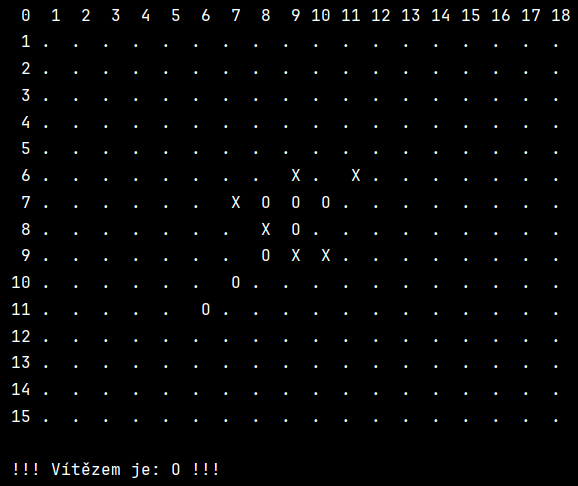 0 1 2 3 4 5 6 7 8 9 10 11 12 13 14 15 16 17 18
1 . . . . . . . . . . . . . . . . . .
2 . . . . . . . . . . . . . . . . . .
3 . . . . . . . . . . . . . . . . . .
4 . . . . . . . . . . . . . . . . . .
5 . . . . . . . . . . . . . . . . . .
6 . . . . . . . . X . X . . . . . . .
7 . . . . . . X O O O . . . . . . . .
8 . . . . . . . X O . . . . . . . . .
9 . . . . . . . O X X . . . . . . . .
10 . . . . . . O . . . . . . . . . . .
11 . . . . . O . . . . . . . . . . . .
12 . . . . . . . . . . . . . . . . . .
13 . . . . . . . . . . . . . . . . . .
14 . . . . . . . . . . . . . . . . . .
15 . . . . . . . . . . . . . . . . . .
!!! Vítězem je: O !!!